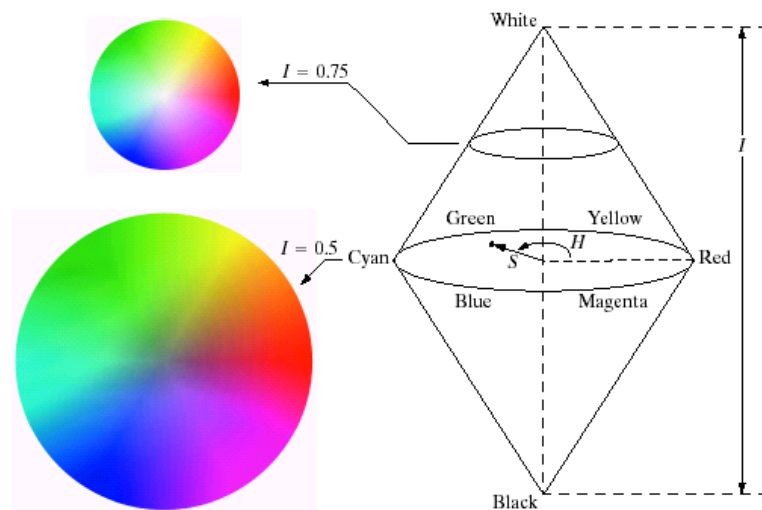 White
I = 0.75
I
Green
Yellow
H
I = 0.5
Cyan
S
Red
Blue
Magenta
Black